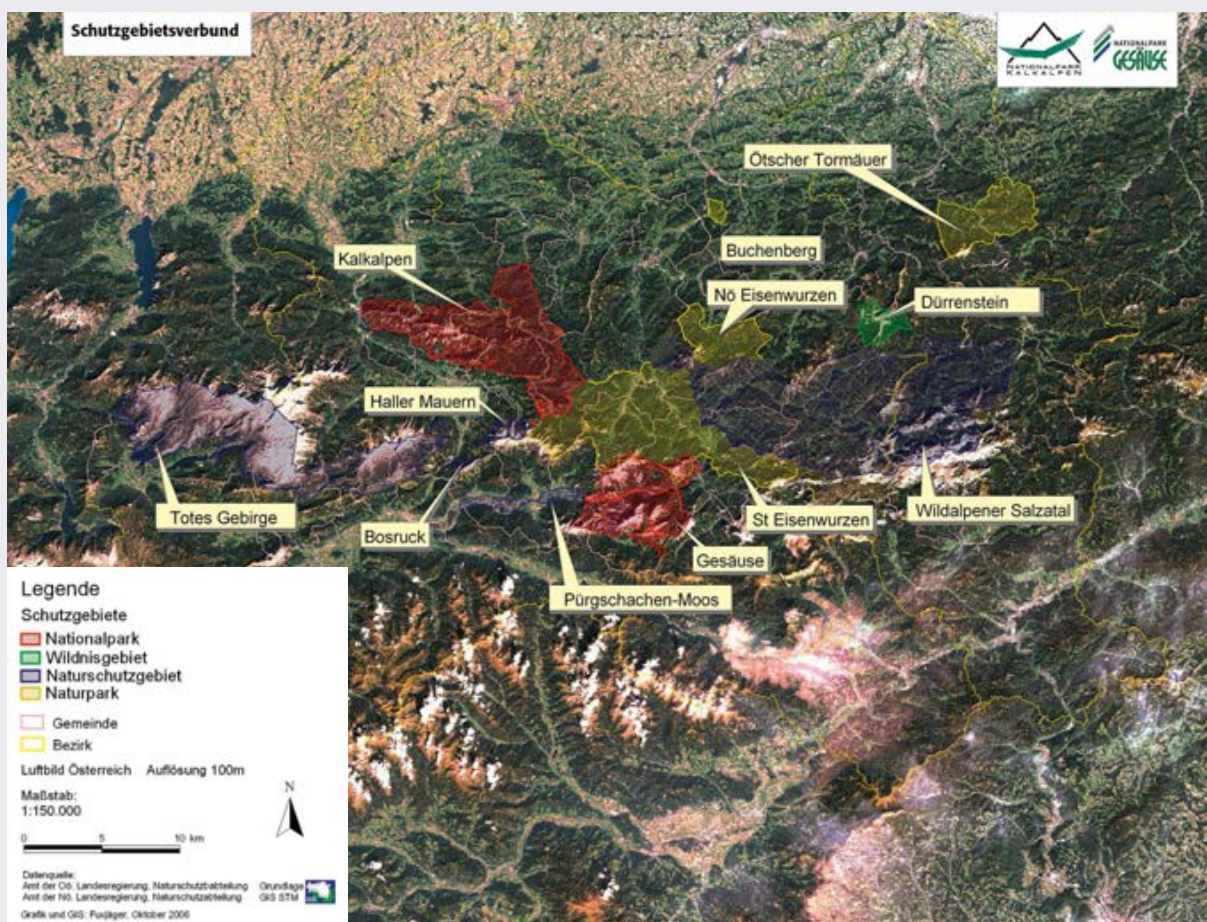 Schutzgebietsverbund
NATIONALPARK
KALKALPEN
NATIONALPARK
GESÄUSE
Ötscher Tormäuer
Buchenberg
Kalkalpen
Nö Eisenwurzen
Dürrenstein
Haller Mauern
Totes Gebirge
Bosruck
St Eisenwurzen
Wildalpener Salzatal
Gesäuse
Pürgschachen-Moos
Legende
Schutzgebiete
Nationalpark
Wildnisgebiet
Naturschutzgebiet
Naturpark
Gemeinde
Bezirk
Luftbild Österreich Auflösung 100m
Maßstab:
1:150.000
N
0 5 10 km
Datenquelle:
Amt der Oö. Landesregierung, Naturschutzabteilung
Amt der Nö. Landesregierung, Naturschutzabteilung
Grundlage
GIS STM
Grafik und GIS: Fuxjäger, Oktober 2006